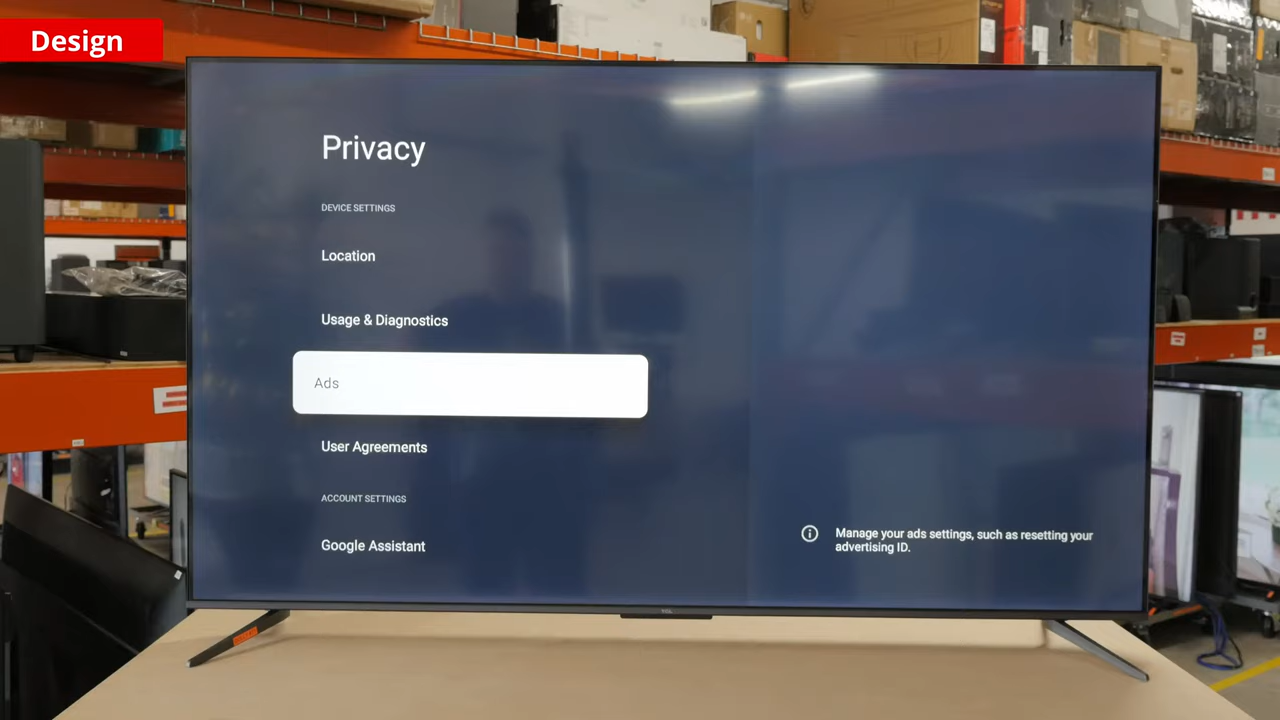 Design
Privacy
DEVICE SETTINGS
Location
Usage & Diagnostics
Ads
User Agreements
ACCOUNT SETTINGS
Google Assistant
Manage your ads settings, such as resetting your
advertising ID.
TCL